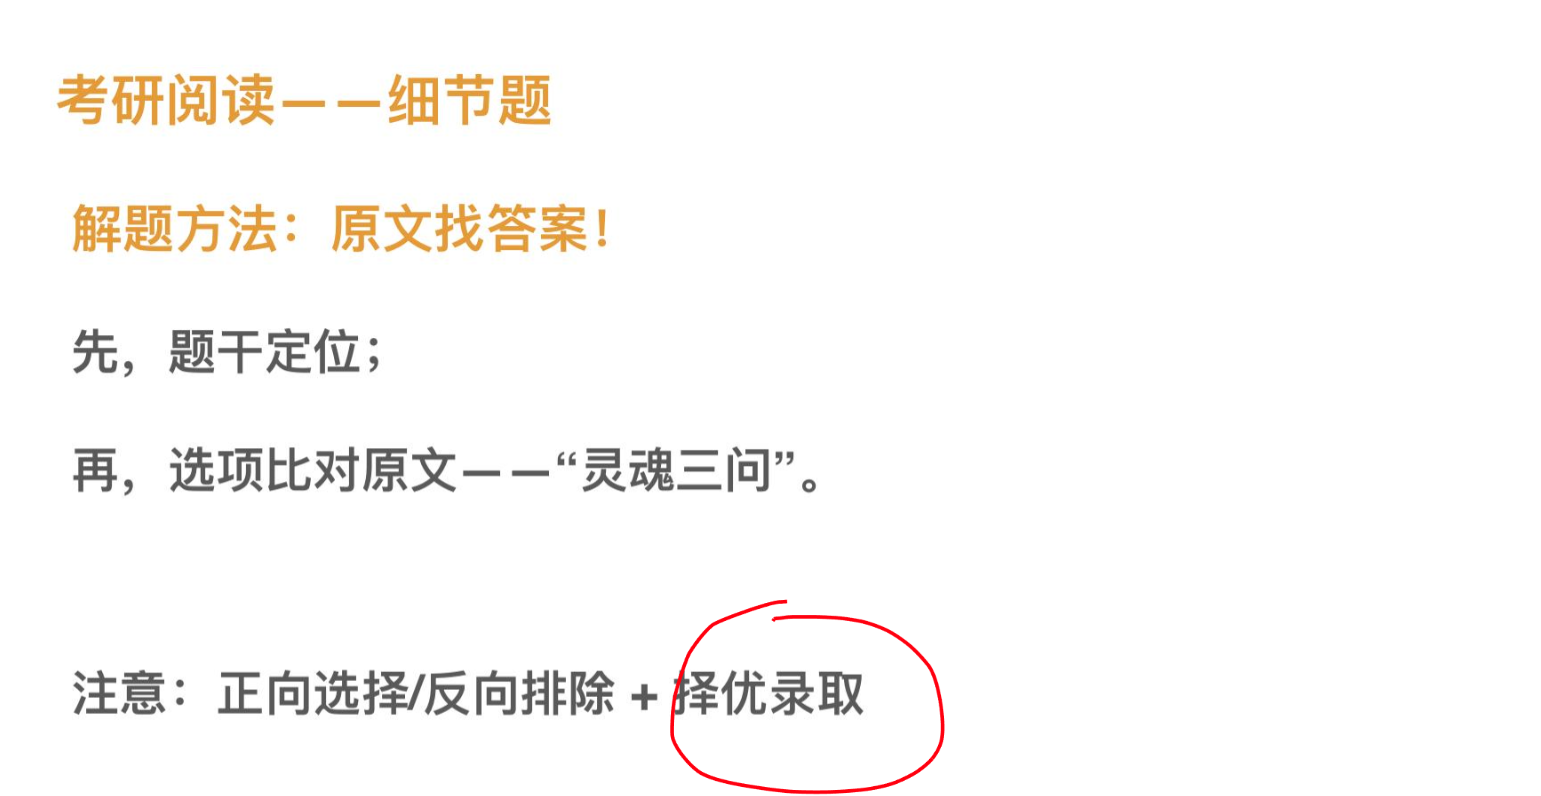 考研阅读——细节题
解题方法：原文找答案！
先，题干定位；
再，选项比对原文——“灵魂三问”。
注意：正向选择/反向排除 + 择优录取